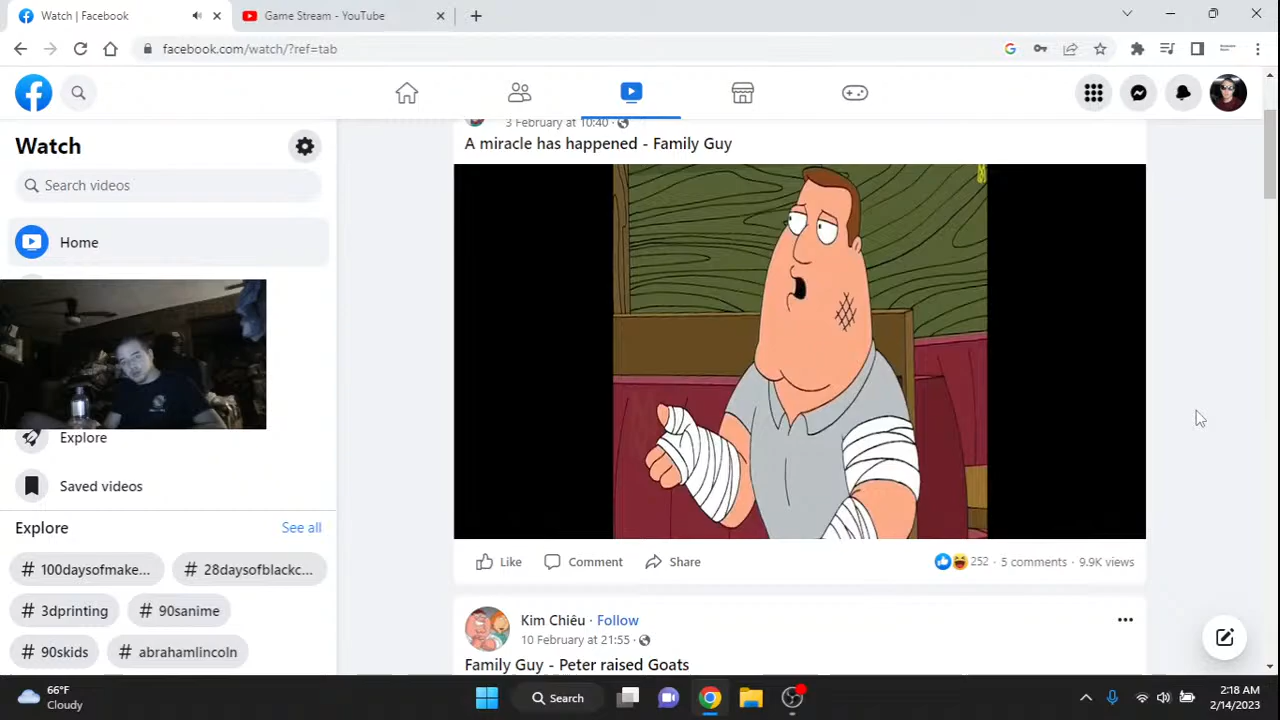 Watch | Facebook
Game Stream - YouTube
facebook.com/watch/?ref=tab
Watch
Search videos
Home
Explore
Saved videos
Explore
See all
# 100daysofmake...
# 28daysofblackc...
# 3dprinting
# 90sanime
# 90skids
# abrahamlincoln
3 February at 10:40 ·
A miracle has happened - Family Guy
Like
Comment
Share
252 · 5 comments · 9.9K views
Kim Chiêu · Follow
10 February at 21:55 ·
Family Guy - Peter raised Goats
66°F
Cloudy
Search
2:18 AM
2/14/2023